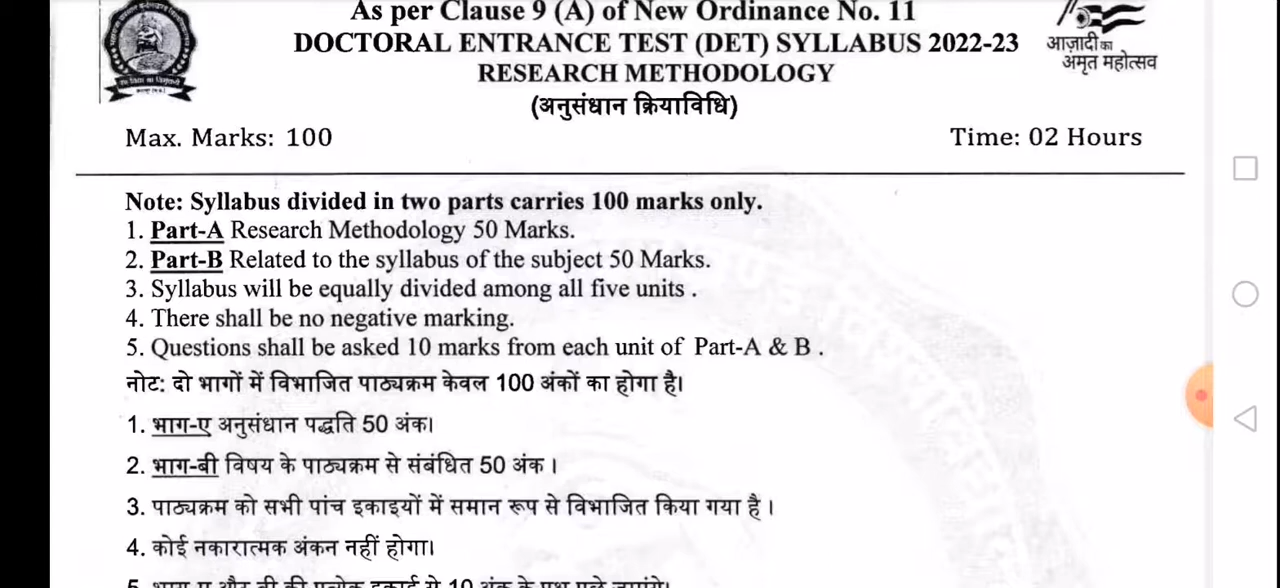 As per Clause 9 (A) of New Ordinance No. 11
DOCTORAL ENTRANCE TEST (DET) SYLLABUS 2022-23
RESEARCH METHODOLOGY
(अनुसंधान क्रियाविधि)
आज़ादी का
अमृत महोत्सव
Max. Marks: 100
Time: 02 Hours
Note: Syllabus divided in two parts carries 100 marks only.
1. Part-A Research Methodology 50 Marks.
2. Part-B Related to the syllabus of the subject 50 Marks.
3. Syllabus will be equally divided among all five units .
4. There shall be no negative marking.
5. Questions shall be asked 10 marks from each unit of Part-A & B .
नोट: दो भागों में विभाजित पाठ्यक्रम केवल 100 अंकों का होगा है।
1. भाग-ए अनुसंधान पद्धति 50 अंक।
2. भाग-बी विषय के पाठ्यक्रम से संबंधित 50 अंक ।
3. पाठ्यक्रम को सभी पांच इकाइयों में समान रूप से विभाजित किया गया है ।
4. कोई नकारात्मक अंकन नहीं होगा।